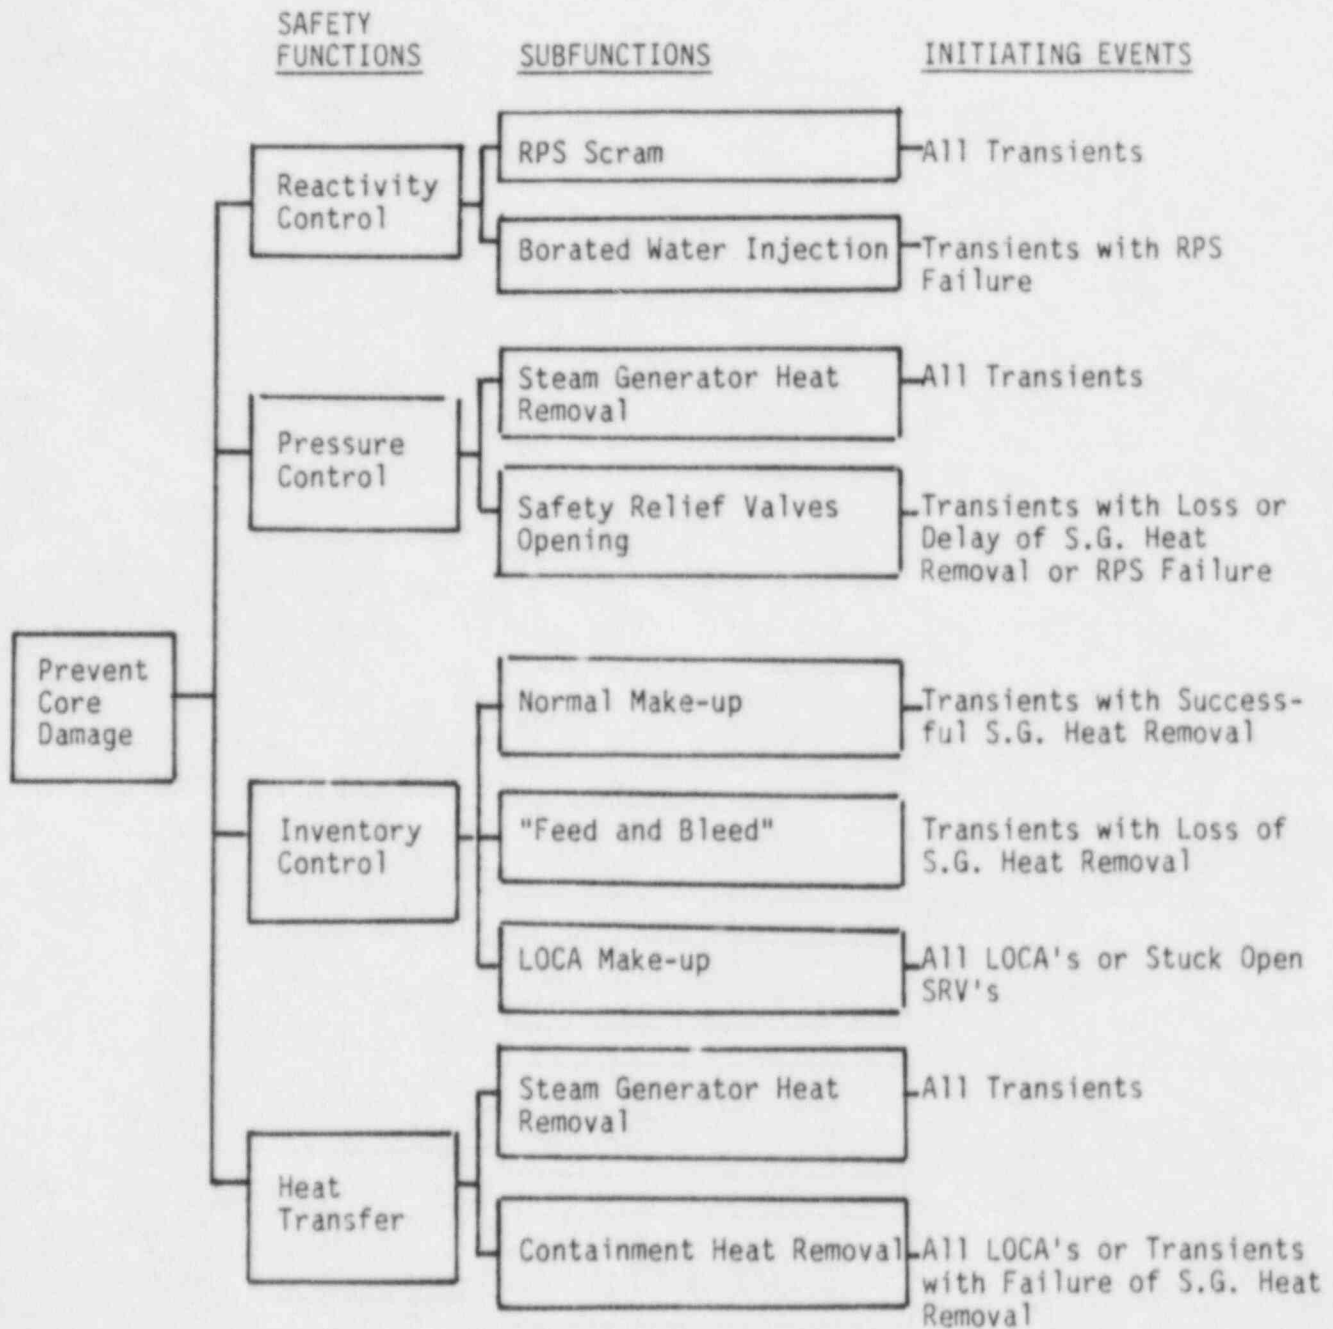 SAFETY
FUNCTIONS
SUBFUNCTIONS
INITIATING EVENTS
Prevent
Core
Damage
Reactivity
Control
RPS Scram
All Transients
Borated Water Injection
Transients with RPS
Failure
Pressure
Control
Steam Generator Heat
Removal
All Transients
Safety Relief Valves
Opening
Transients with Loss or
Delay of S.G. Heat
Removal or RPS Failure
Inventory
Control
Normal Make-up
Transients with Success-
ful S.G. Heat Removal
"Feed and Bleed"
Transients with Loss of
S.G. Heat Removal
LOCA Make-up
All LOCA's or Stuck Open
SRV's
Heat
Transfer
Steam Generator Heat
Removal
All Transients
Containment Heat Removal
All LOCA's or Transients
with Failure of S.G. Heat
Removal